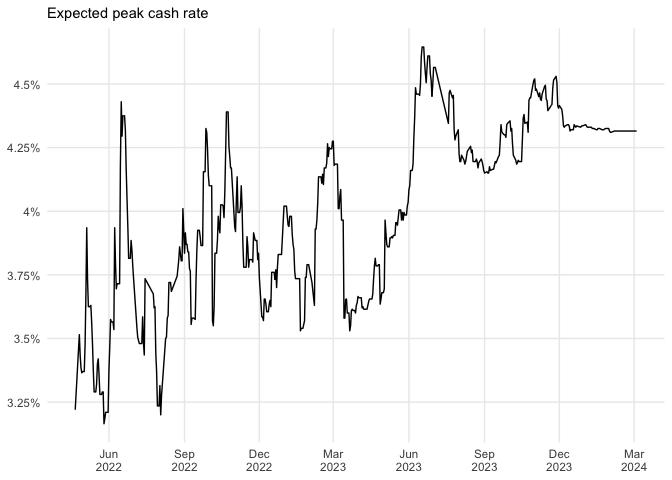 Expected peak cash rate
4.5%
4.25%
4%
3.75%
3.5%
3.25%
Jun Sep Dec Mar Jun Sep Dec Mar
2022 2022 2022 2023 2023 2023 2023 2024